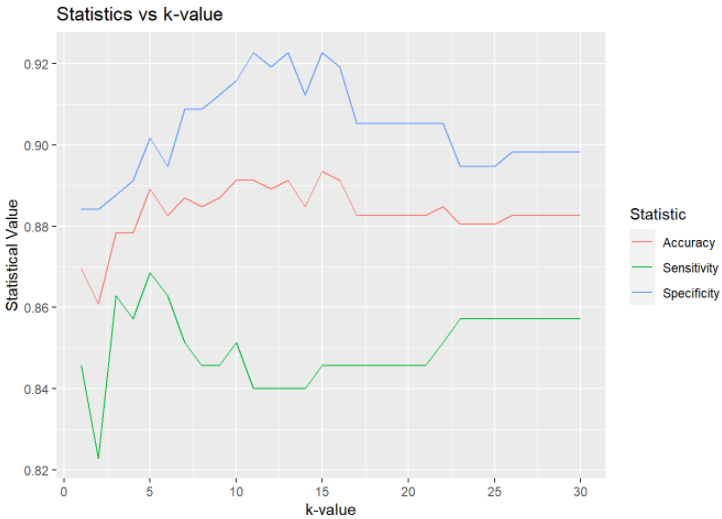 Statistics vs k-value
Statistical Value
0.92
0.90
0.88
0.86
0.84
0.82
0
5
10
15
20
25
30
k-value
Statistic
Accuracy
Sensitivity
Specificity